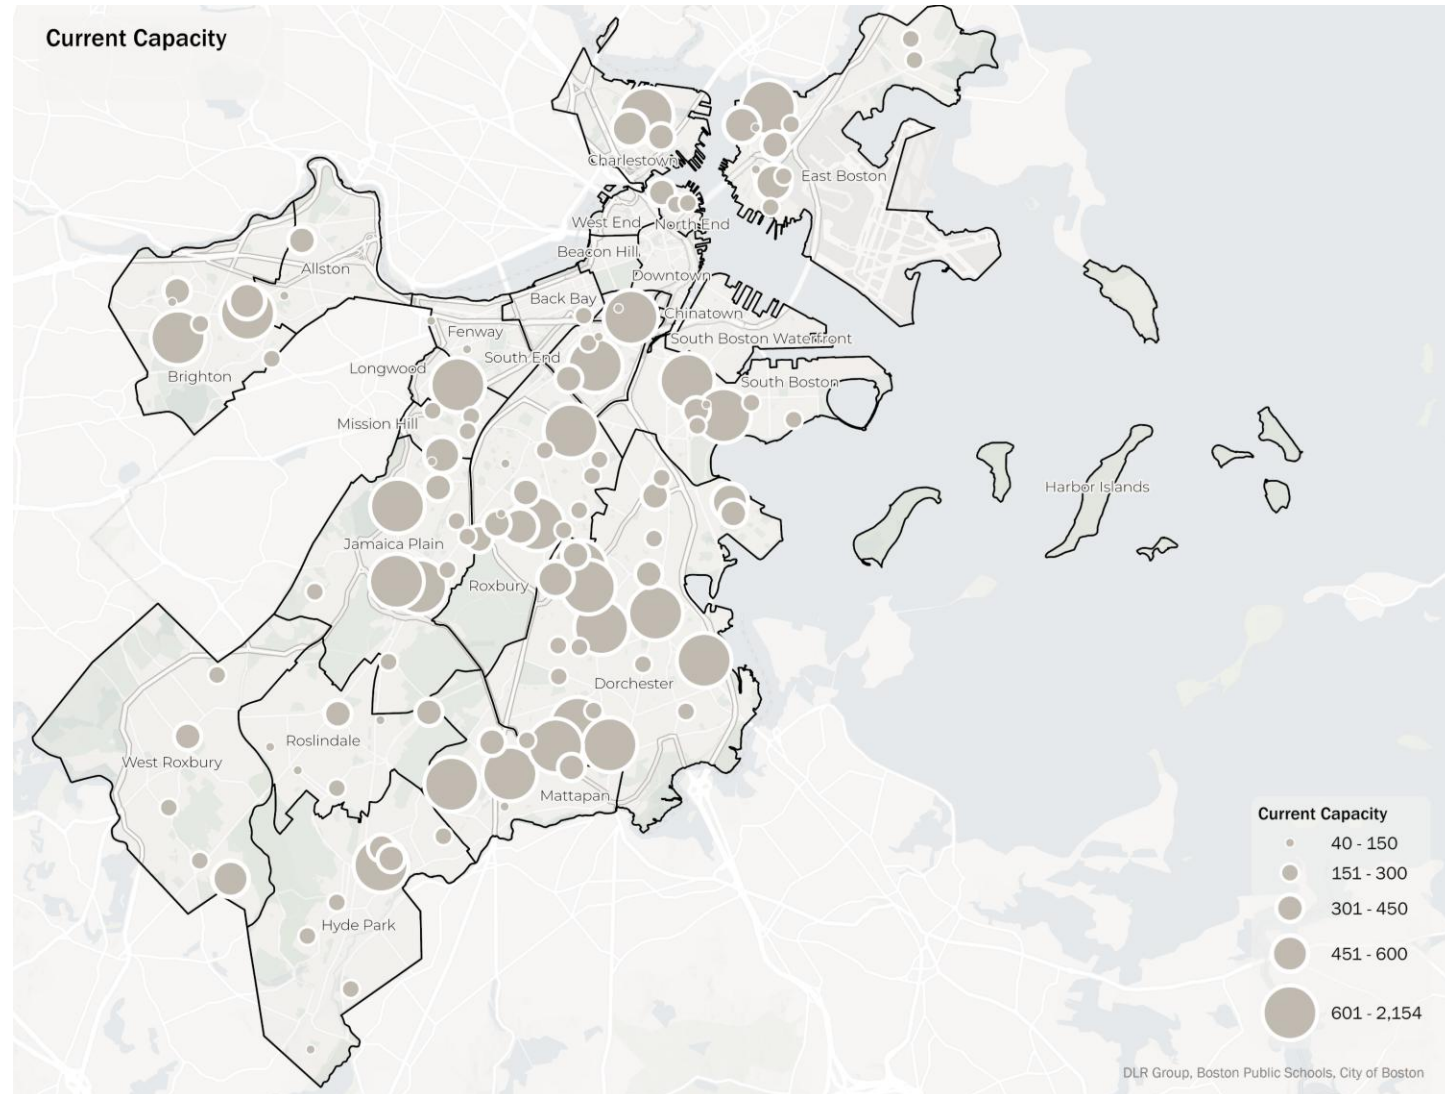 Current Capacity
Charlestown
East Boston
West End
North End
Beacon Hill
Allston
Downtown
Back Bay
Chinatown
Fenway
South Boston Waterfront
South End
Longwood
Brighton
South Boston
Mission Hill
Harbor Islands
Jamaica Plain
Roxbury
Dorchester
Roslindale
West Roxbury
Mattapan
Hyde Park
Current Capacity
40 - 150
151 - 300
301 - 450
451 - 600
601 - 2,154
DLR Group, Boston Public Schools, City of Boston